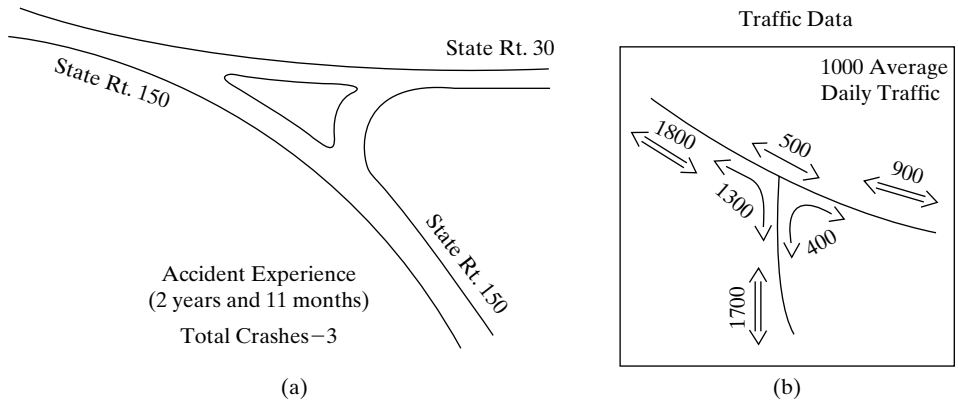 State Rt. 30
State Rt. 150
State Rt. 150
Accident Experience
(2 years and 11 months)
Total Crashes−3
(a)
Traffic Data
1000 Average
Daily Traffic
1800
500
900
1300
400
1700
(b)